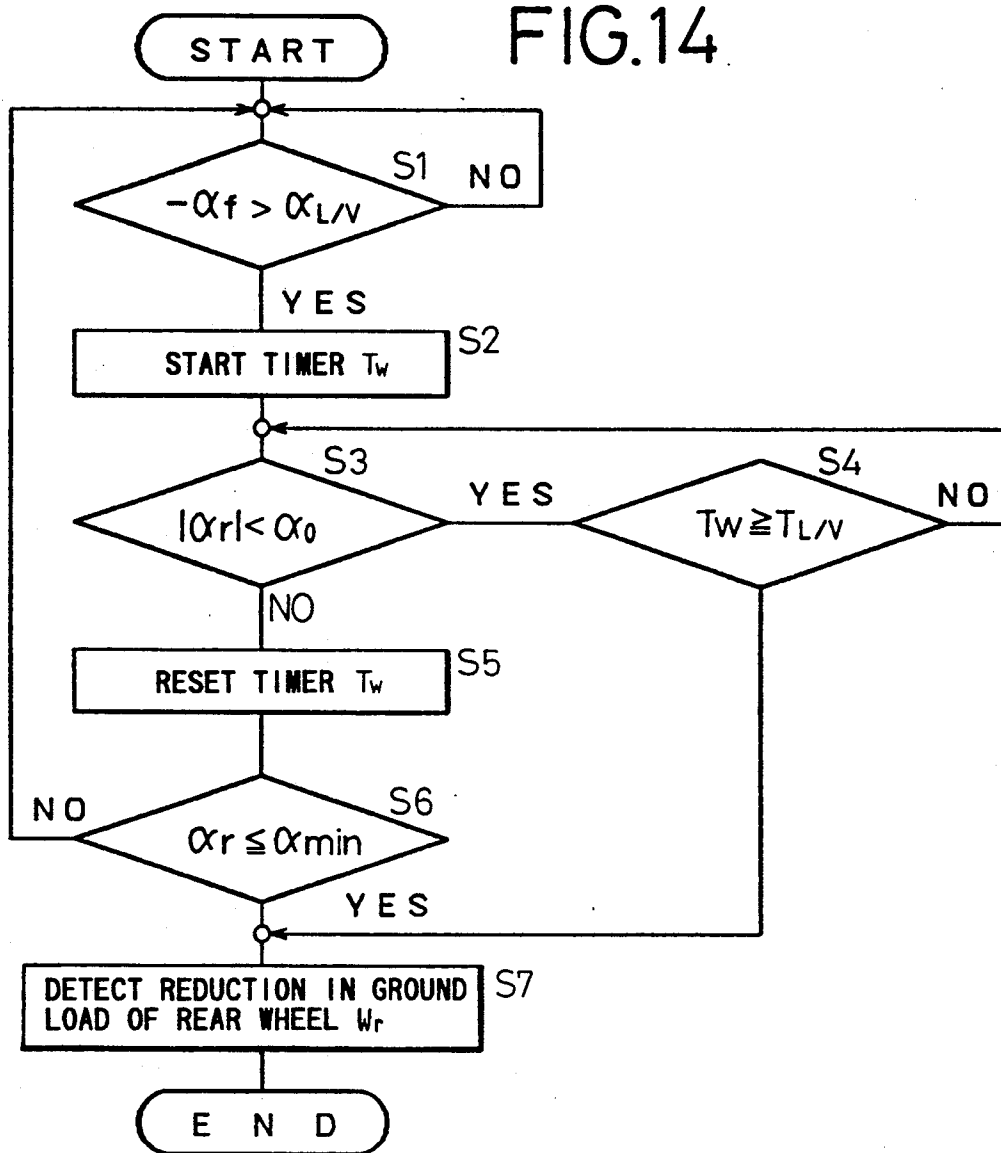 FIG.14
START
S1
NO
-αf > αL/V
YES
S2
START TIMER Tw
S3
S4
YES
NO
|αr| < α0
Tw ≧ TL/V
NO
S5
RESET TIMER Tw
NO
S6
αr ≦ αmin
YES
DETECT REDUCTION IN GROUND
LOAD OF REAR WHEEL Wr
S7
END